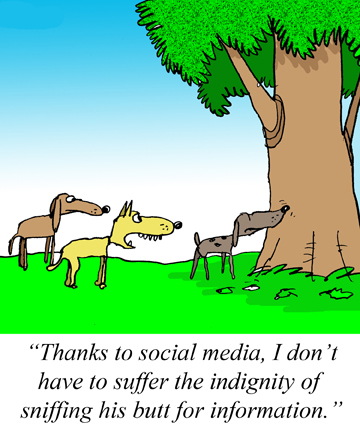 “Thanks to social media, I don’t
have to suffer the indignity of
sniffing his butt for information.”